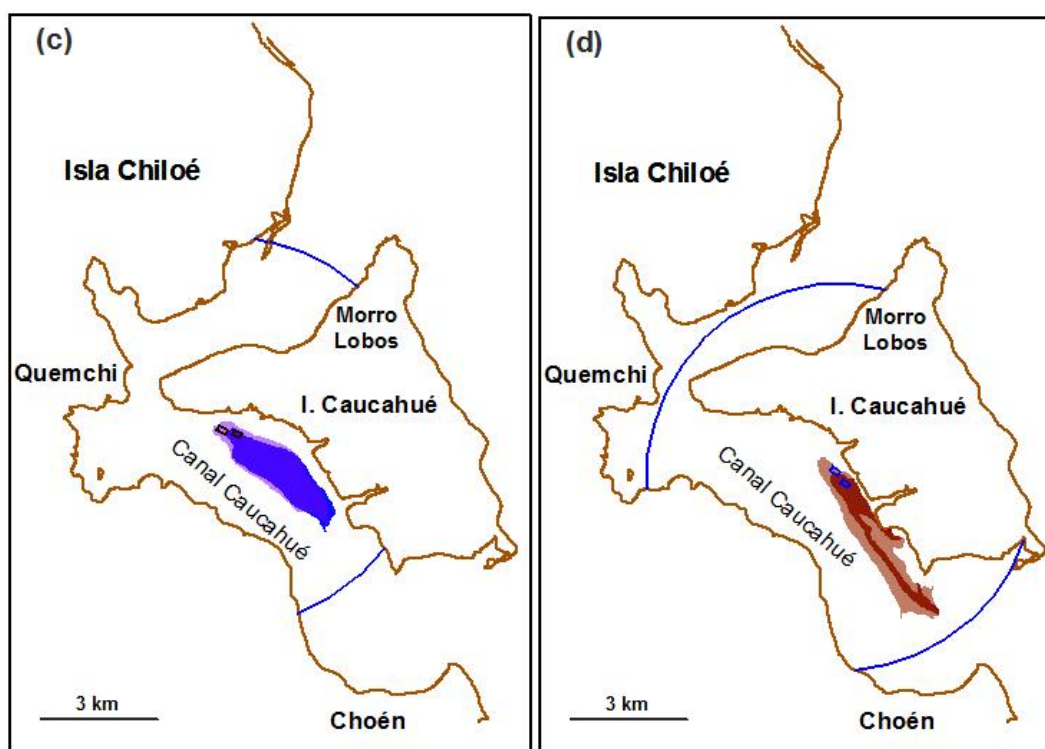 (c)
Isla Chiloé
Morro
Lobos
Quemchi
I. Caucahué
Canal Caucahué
3 km
Choén
(d)
Isla Chiloé
Morro
Lobos
Quemchi
I. Caucahué
Canal Caucahué
3 km
Choén